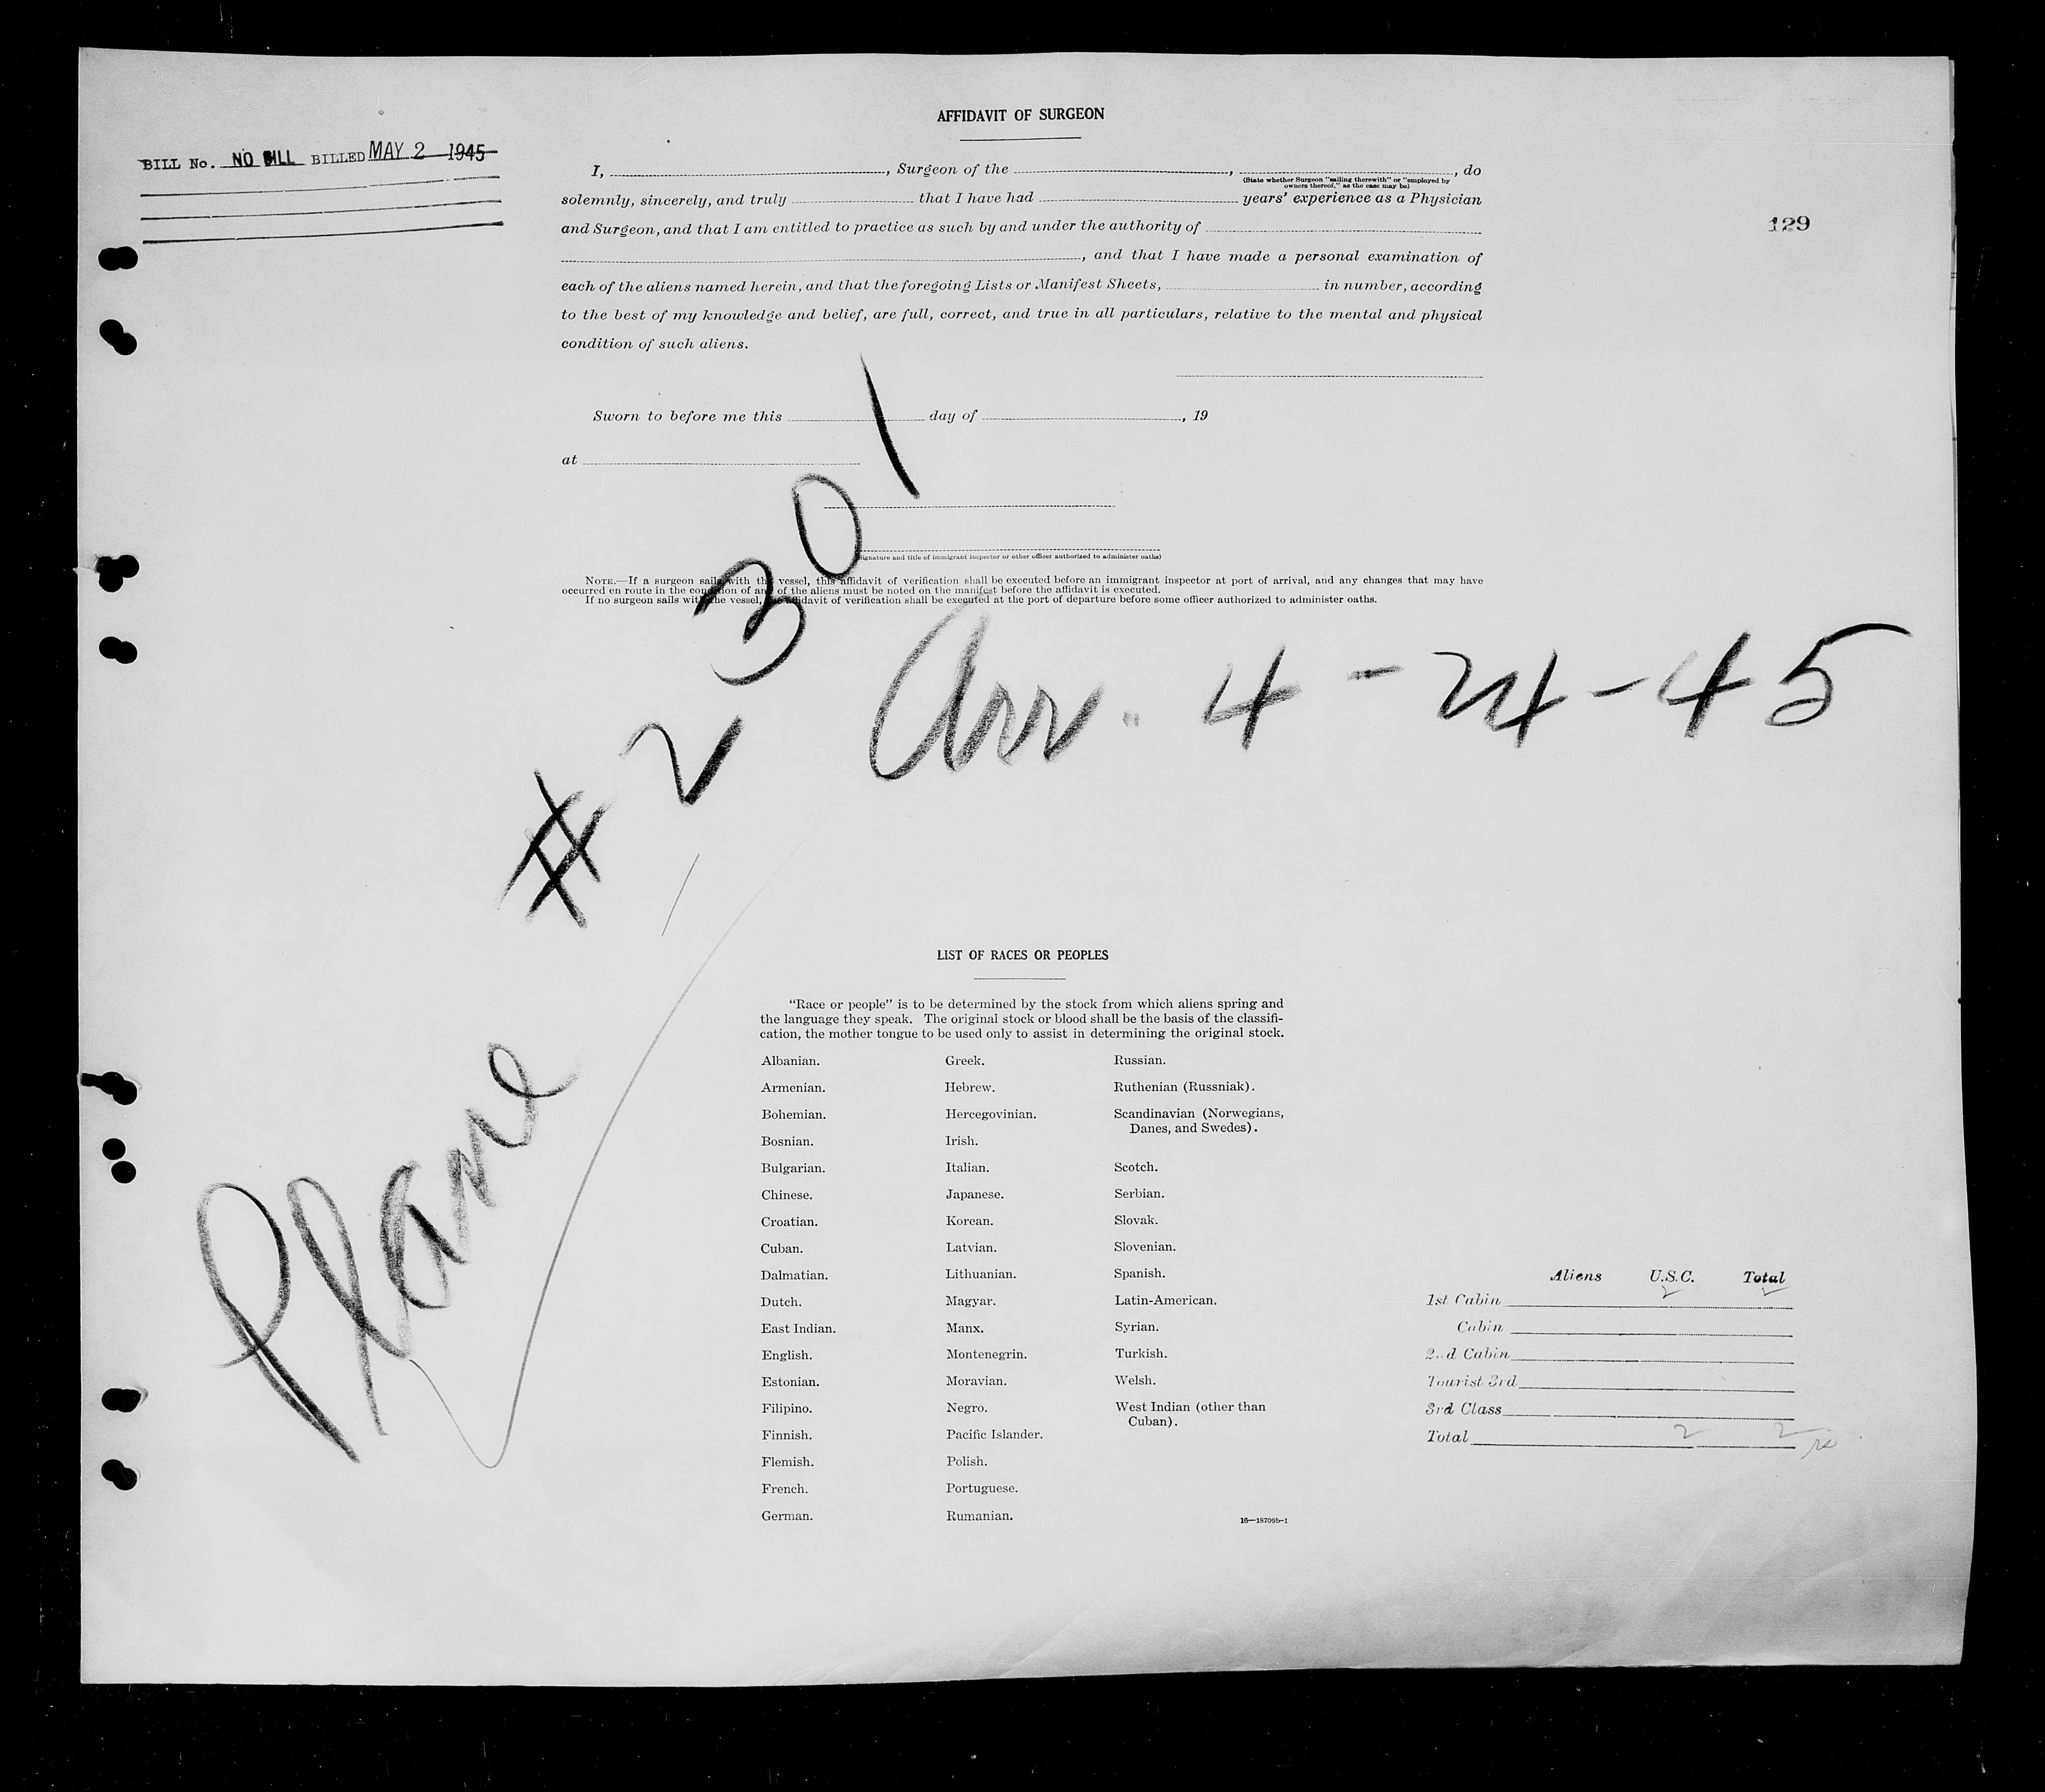 AFFIDAVIT OF SURGEON
BILL No. NO BILL BILLED MAY 2 1945
I, , Surgeon of the , , do
(State whether Surgeon "sailing therewith" or "employed by
owners thereof," as the case may be)
solemnly, sincerely, and truly that I have had years' experience as a Physician
and Surgeon, and that I am entitled to practice as such by and under the authority of
129
, and that I have made a personal examination of
each of the aliens named herein, and that the foregoing Lists or Manifest Sheets, in number, according
to the best of my knowledge and belief, are full, correct, and true in all particulars, relative to the mental and physical
condition of such aliens.
Sworn to before me this day of , 19
at
(Signature and title of immigrant inspector or other officer authorized to administer oaths)
NOTE.—If a surgeon sails with the vessel, this affidavit of verification shall be executed before an immigrant inspector at port of arrival, and any changes that may have
occurred en route in the condition of any of the aliens must be noted on the manifest before the affidavit is executed.
If no surgeon sails with the vessel, the affidavit of verification shall be executed at the port of departure before some officer authorized to administer oaths.
Plane # 2301
Arr. 4-24-45
LIST OF RACES OR PEOPLES
"Race or people" is to be determined by the stock from which aliens spring and
the language they speak. The original stock or blood shall be the basis of the classifi-
cation, the mother tongue to be used only to assist in determining the original stock.
Albanian.
Armenian.
Bohemian.
Bosnian.
Bulgarian.
Chinese.
Croatian.
Cuban.
Dalmatian.
Dutch.
East Indian.
English.
Estonian.
Filipino.
Finnish.
Flemish.
French.
German.
Greek.
Hebrew.
Hercegovinian.
Irish.
Italian.
Japanese.
Korean.
Latvian.
Lithuanian.
Magyar.
Manx.
Montenegrin.
Moravian.
Negro.
Pacific Islander.
Polish.
Portuguese.
Rumanian.
Russian.
Ruthenian (Russniak).
Scandinavian (Norwegians,
Danes, and Swedes).
Scotch.
Serbian.
Slovak.
Slovenian.
Spanish.
Latin-American.
Syrian.
Turkish.
Welsh.
West Indian (other than
Cuban).
16—18709b-1
Aliens U.S.C. Total
1st Cabin 2 2
Cabin
2nd Cabin
Tourist 3rd
3rd Class
Total 2 2